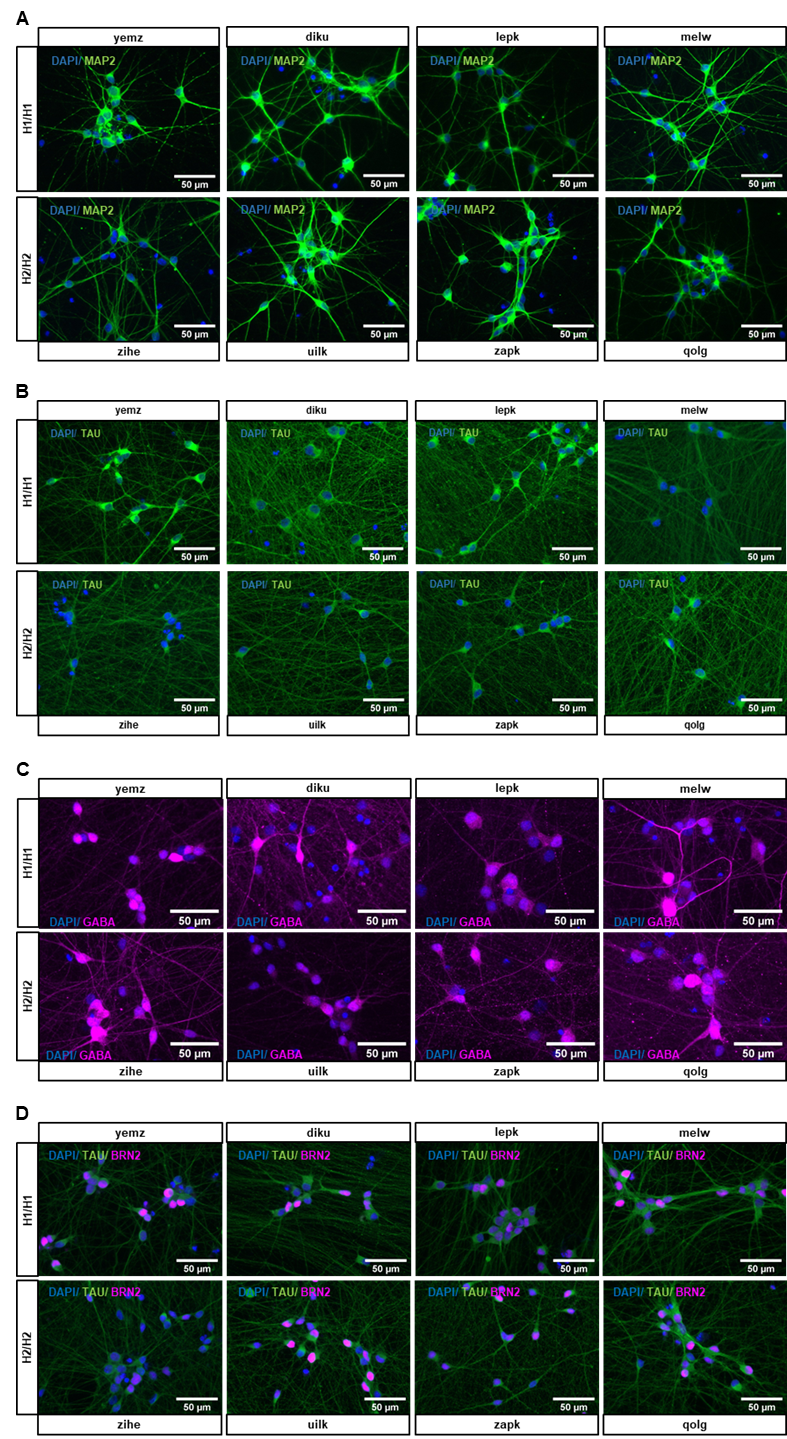 A
yemz diku lepk melw
H1/H1
DAPI/ MAP2 DAPI/ MAP2 DAPI/ MAP2 DAPI/ MAP2
50 µm 50 µm 50 µm 50 µm
H2/H2
DAPI/ MAP2 DAPI/ MAP2 DAPI/ MAP2 DAPI/ MAP2
50 µm 50 µm 50 µm 50 µm
zihe uilk zapk qolg
B
yemz diku lepk melw
H1/H1
DAPI/ TAU DAPI/ TAU DAPI/ TAU DAPI/ TAU
50 µm 50 µm 50 µm 50 µm
H2/H2
DAPI/ TAU DAPI/ TAU DAPI/ TAU DAPI/ TAU
50 µm 50 µm 50 µm 50 µm
zihe uilk zapk qolg
C
yemz diku lepk melw
H1/H1
DAPI/ GABA 50 µm DAPI/ GABA 50 µm DAPI/ GABA 50 µm DAPI/ GABA 50 µm
H2/H2
DAPI/ GABA 50 µm DAPI/ GABA 50 µm DAPI/ GABA 50 µm DAPI/ GABA 50 µm
zihe uilk zapk qolg
D
yemz diku lepk melw
H1/H1
DAPI/ TAU/ BRN2 DAPI/ TAU/ BRN2 DAPI/ TAU/ BRN2 DAPI/ TAU/ BRN2
50 µm 50 µm 50 µm 50 µm
H2/H2
DAPI/ TAU/ BRN2 DAPI/ TAU/ BRN2 DAPI/ TAU/ BRN2 DAPI/ TAU/ BRN2
50 µm 50 µm 50 µm 50 µm
zihe uilk zapk qolg